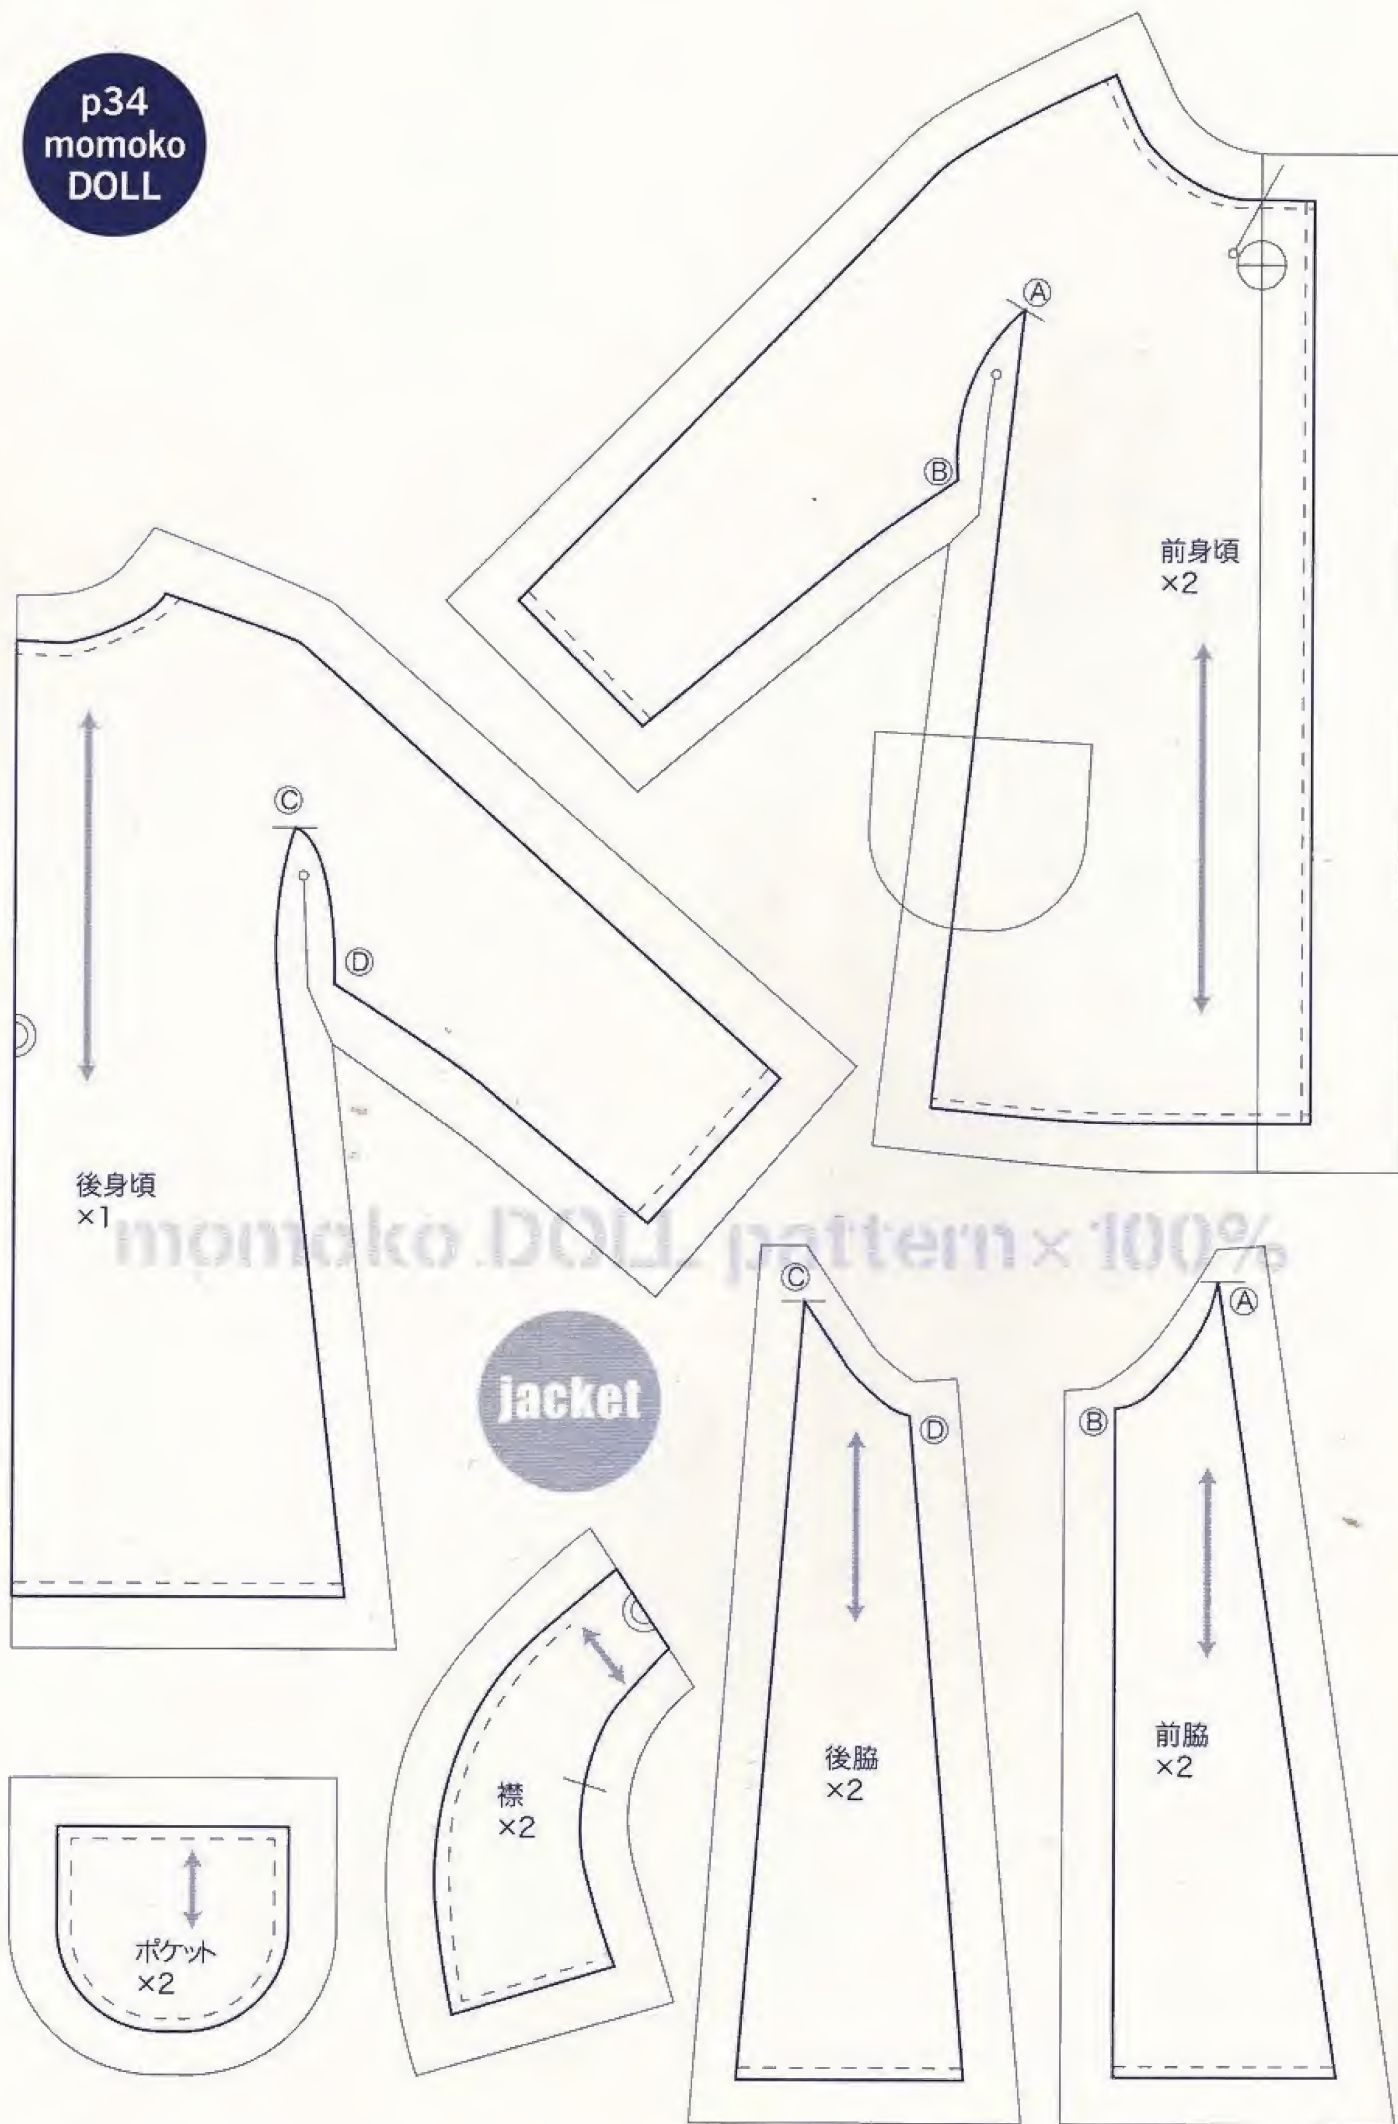 p34
momoko
DOLL
Ⓐ
Ⓑ
前身頃
×2
Ⓒ
Ⓓ
後身頃
×1
momoko DOLL pattern×100%
jacket
Ⓒ
Ⓓ
後脇
×2
Ⓐ
Ⓑ
前脇
×2
襟
×2
ポケット
×2